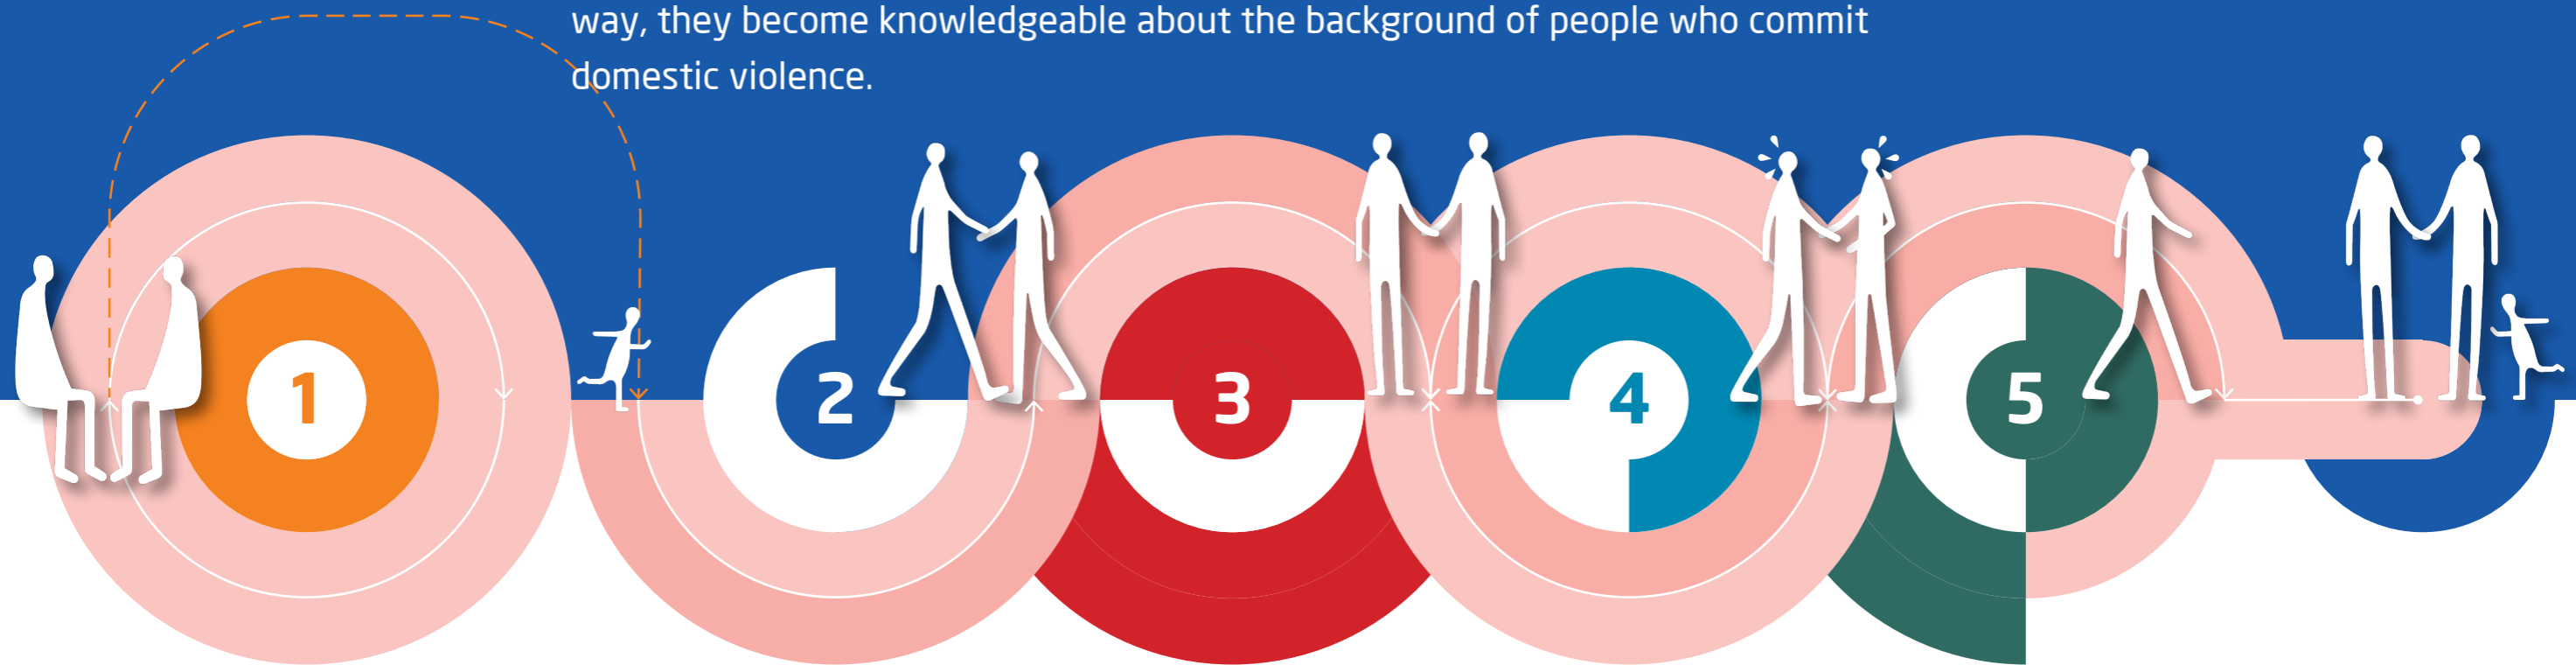 way, they become knowledgeable about the background of people who commit
domestic violence.
1
2
3
4
5